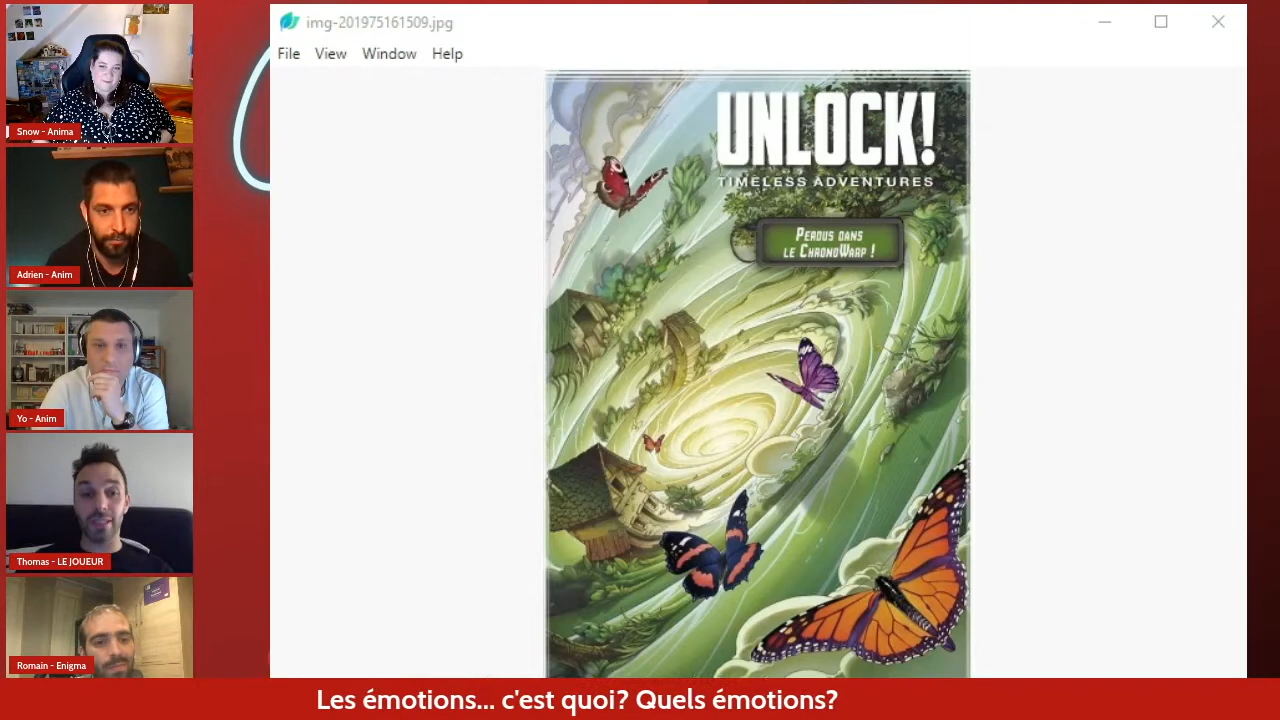 img-201975161509.jpg
File View Window Help
UNLOCK!
TIMELESS ADVENTURES
PERDUS DANS
LE CHRONOWARP !
Snow - Anima
Adrien - Anim
Yo - Anim
Thomas - LE JOUEUR
Romain - Enigma
Les émotions... c'est quoi? Quels émotions?